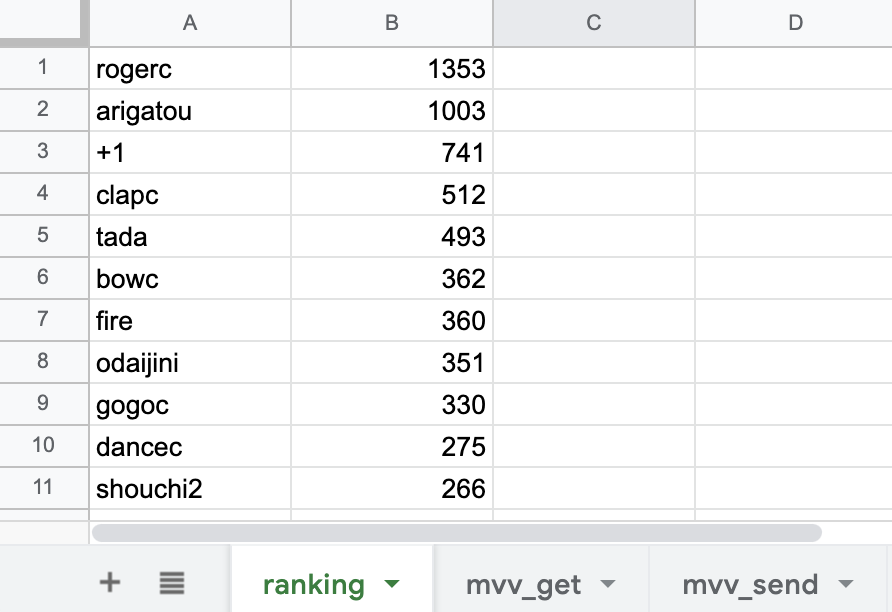 A B C D
1 rogerc 1353
2 arigatou 1003
3 +1 741
4 clapc 512
5 tada 493
6 bowc 362
7 fire 360
8 odaijini 351
9 gogoc 330
10 dancec 275
11 shouchi2 266
ranking mvv_get mvv_send